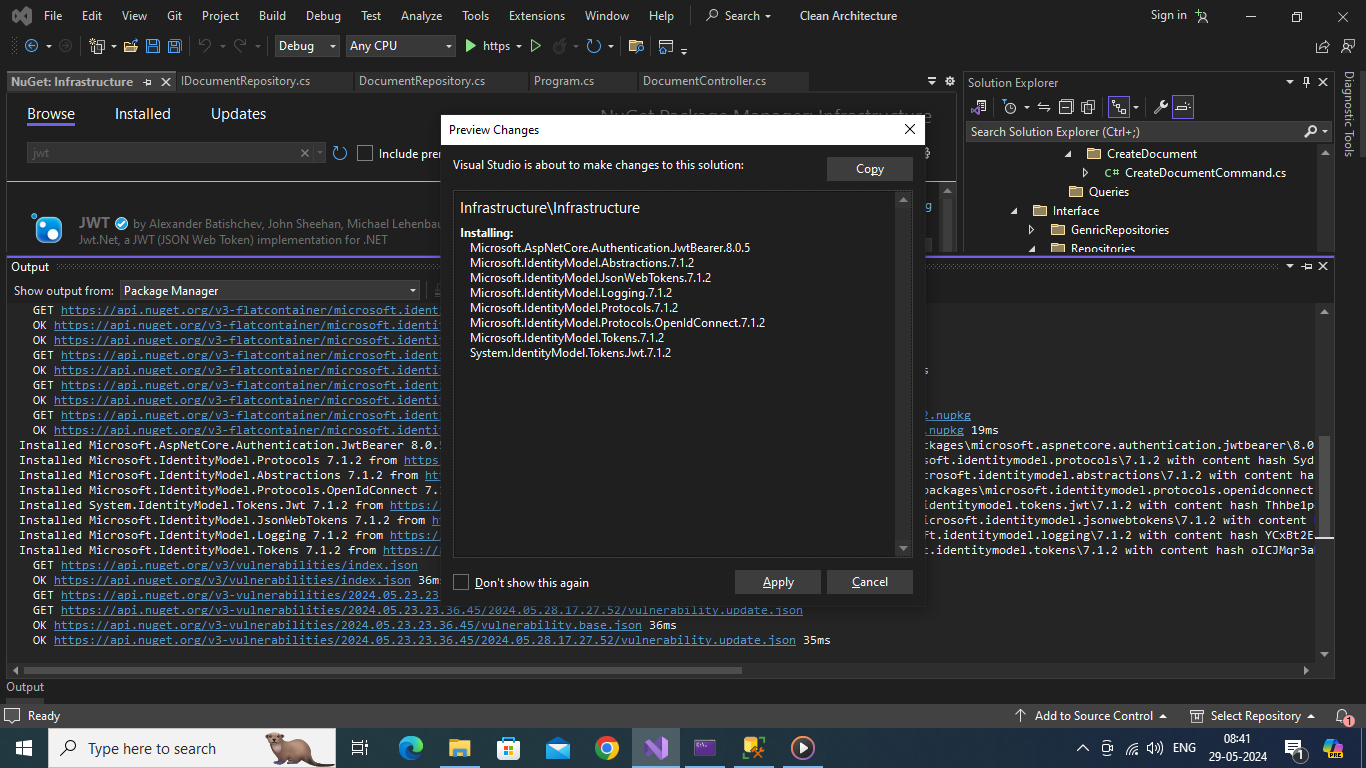 File Edit View Git Project Build Debug Test Analyze Tools Extensions Window Help Search Clean Architecture Sign in
Debug Any CPU https
NuGet: Infrastructure IDocumentRepository.cs DocumentRepository.cs Program.cs DocumentController.cs
Browse Installed Updates NuGet Package Manager: Infrastructure
jwt Include prer
JWT by Alexander Batishchev, John Sheehan, Michael Lehenbau
Jwt.Net, a JWT (JSON Web Token) implementation for .NET
Solution Explorer
Search Solution Explorer (Ctrl+;)
CreateDocument
C# CreateDocumentCommand.cs
Queries
Interface
GenricRepositories
Repositories
Diagnostic Tools
Preview Changes
Visual Studio is about to make changes to this solution:
Copy
Infrastructure\Infrastructure
Installing:
Microsoft.AspNetCore.Authentication.JwtBearer.8.0.5
Microsoft.IdentityModel.Abstractions.7.1.2
Microsoft.IdentityModel.JsonWebTokens.7.1.2
Microsoft.IdentityModel.Logging.7.1.2
Microsoft.IdentityModel.Protocols.7.1.2
Microsoft.IdentityModel.Protocols.OpenIdConnect.7.1.2
Microsoft.IdentityModel.Tokens.7.1.2
System.IdentityModel.Tokens.Jwt.7.1.2
Don't show this again
Apply Cancel
Output
Show output from: Package Manager
GET https://api.nuget.org/v3-flatcontainer/microsoft.identi
OK https://api.nuget.org/v3-flatcontainer/microsoft.identit
OK https://api.nuget.org/v3-flatcontainer/microsoft.identit
GET https://api.nuget.org/v3-flatcontainer/microsoft.identi
OK https://api.nuget.org/v3-flatcontainer/microsoft.identit
GET https://api.nuget.org/v3-flatcontainer/microsoft.identi
OK https://api.nuget.org/v3-flatcontainer/microsoft.identit
GET https://api.nuget.org/v3-flatcontainer/microsoft.identi 2.nupkg
OK https://api.nuget.org/v3-flatcontainer/microsoft.identit .nupkg 19ms
Installed Microsoft.AspNetCore.Authentication.JwtBearer 8.0.5 ckages\microsoft.aspnetcore.authentication.jwtbearer\8.0
Installed Microsoft.IdentityModel.Protocols 7.1.2 from https: soft.identitymodel.protocols\7.1.2 with content hash Syd
Installed Microsoft.IdentityModel.Abstractions 7.1.2 from ht crosoft.identitymodel.abstractions\7.1.2 with content ha
Installed Microsoft.IdentityModel.Protocols.OpenIdConnect 7.1 packages\microsoft.identitymodel.protocols.openidconnect
Installed System.IdentityModel.Tokens.Jwt 7.1.2 from https:/ m.identitymodel.tokens.jwt\7.1.2 with content hash Thhbe1p
Installed Microsoft.IdentityModel.JsonWebTokens 7.1.2 from h icrosoft.identitymodel.jsonwebtokens\7.1.2 with content
Installed Microsoft.IdentityModel.Logging 7.1.2 from https:/ ft.identitymodel.logging\7.1.2 with content hash YCxBt2E
Installed Microsoft.IdentityModel.Tokens 7.1.2 from https:// t.identitymodel.tokens\7.1.2 with content hash oICJMqr3a
GET https://api.nuget.org/v3/vulnerabilities/index.json
OK https://api.nuget.org/v3/vulnerabilities/index.json 36ms
GET https://api.nuget.org/v3-vulnerabilities/2024.05.23.23
GET https://api.nuget.org/v3-vulnerabilities/2024.05.23.23.36.45/2024.05.28.17.27.52/vulnerability.update.json
OK https://api.nuget.org/v3-vulnerabilities/2024.05.23.23.36.45/vulnerability.base.json 36ms
OK https://api.nuget.org/v3-vulnerabilities/2024.05.23.23.36.45/2024.05.28.17.27.52/vulnerability.update.json 35ms
Output
Ready Add to Source Control Select Repository 1
Type here to search ENG 08:41
29-05-2024 1 PRE